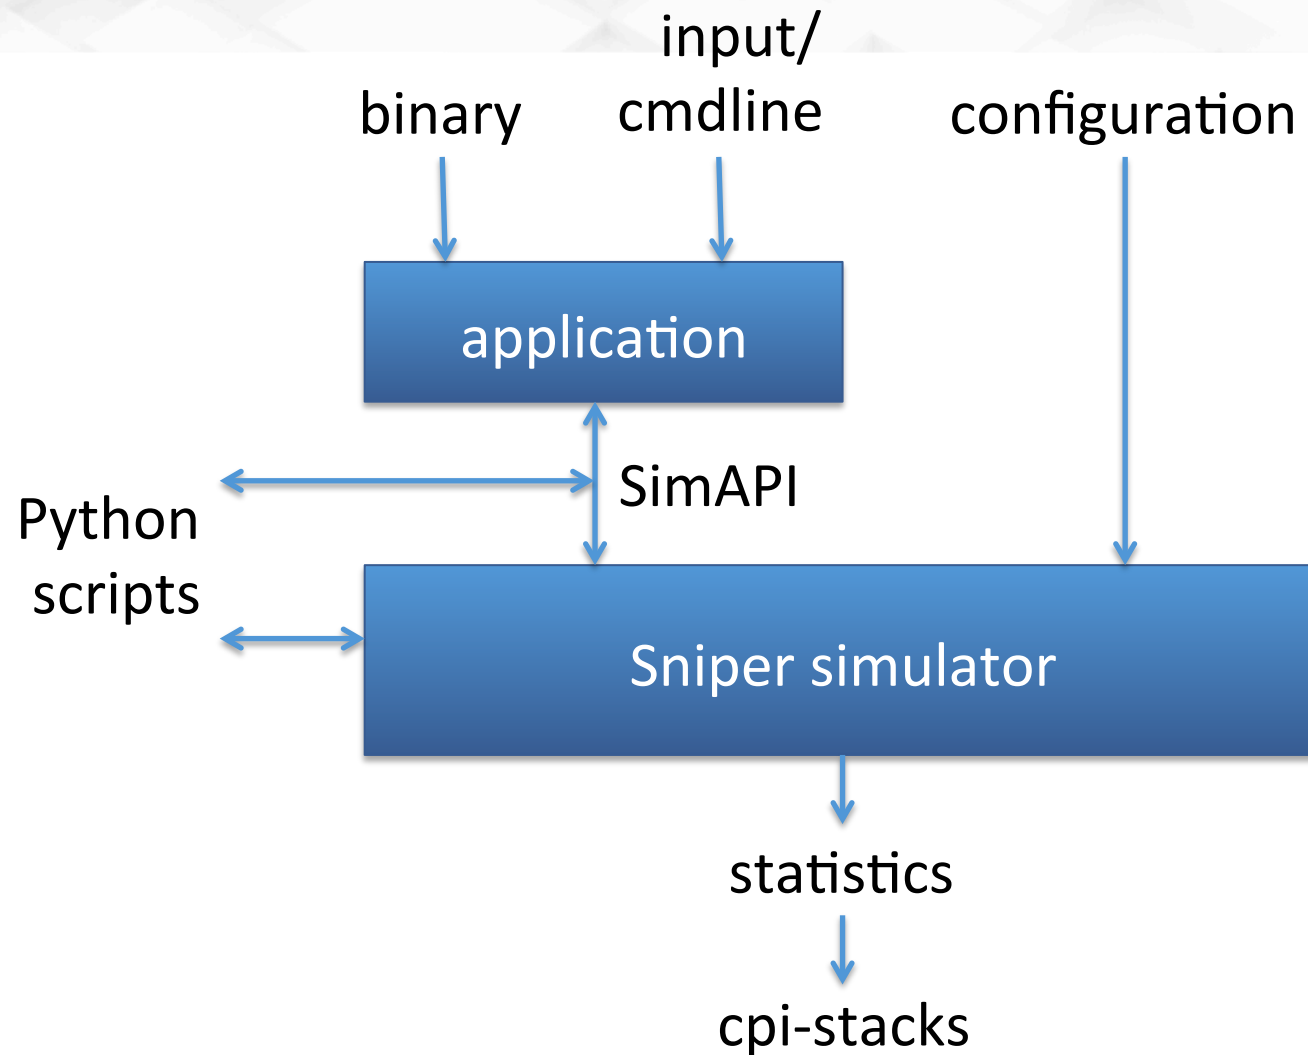 input/
binary
cmdline
configuration
application
SimAPI
Python
scripts
Sniper simulator
statistics
cpi-stacks